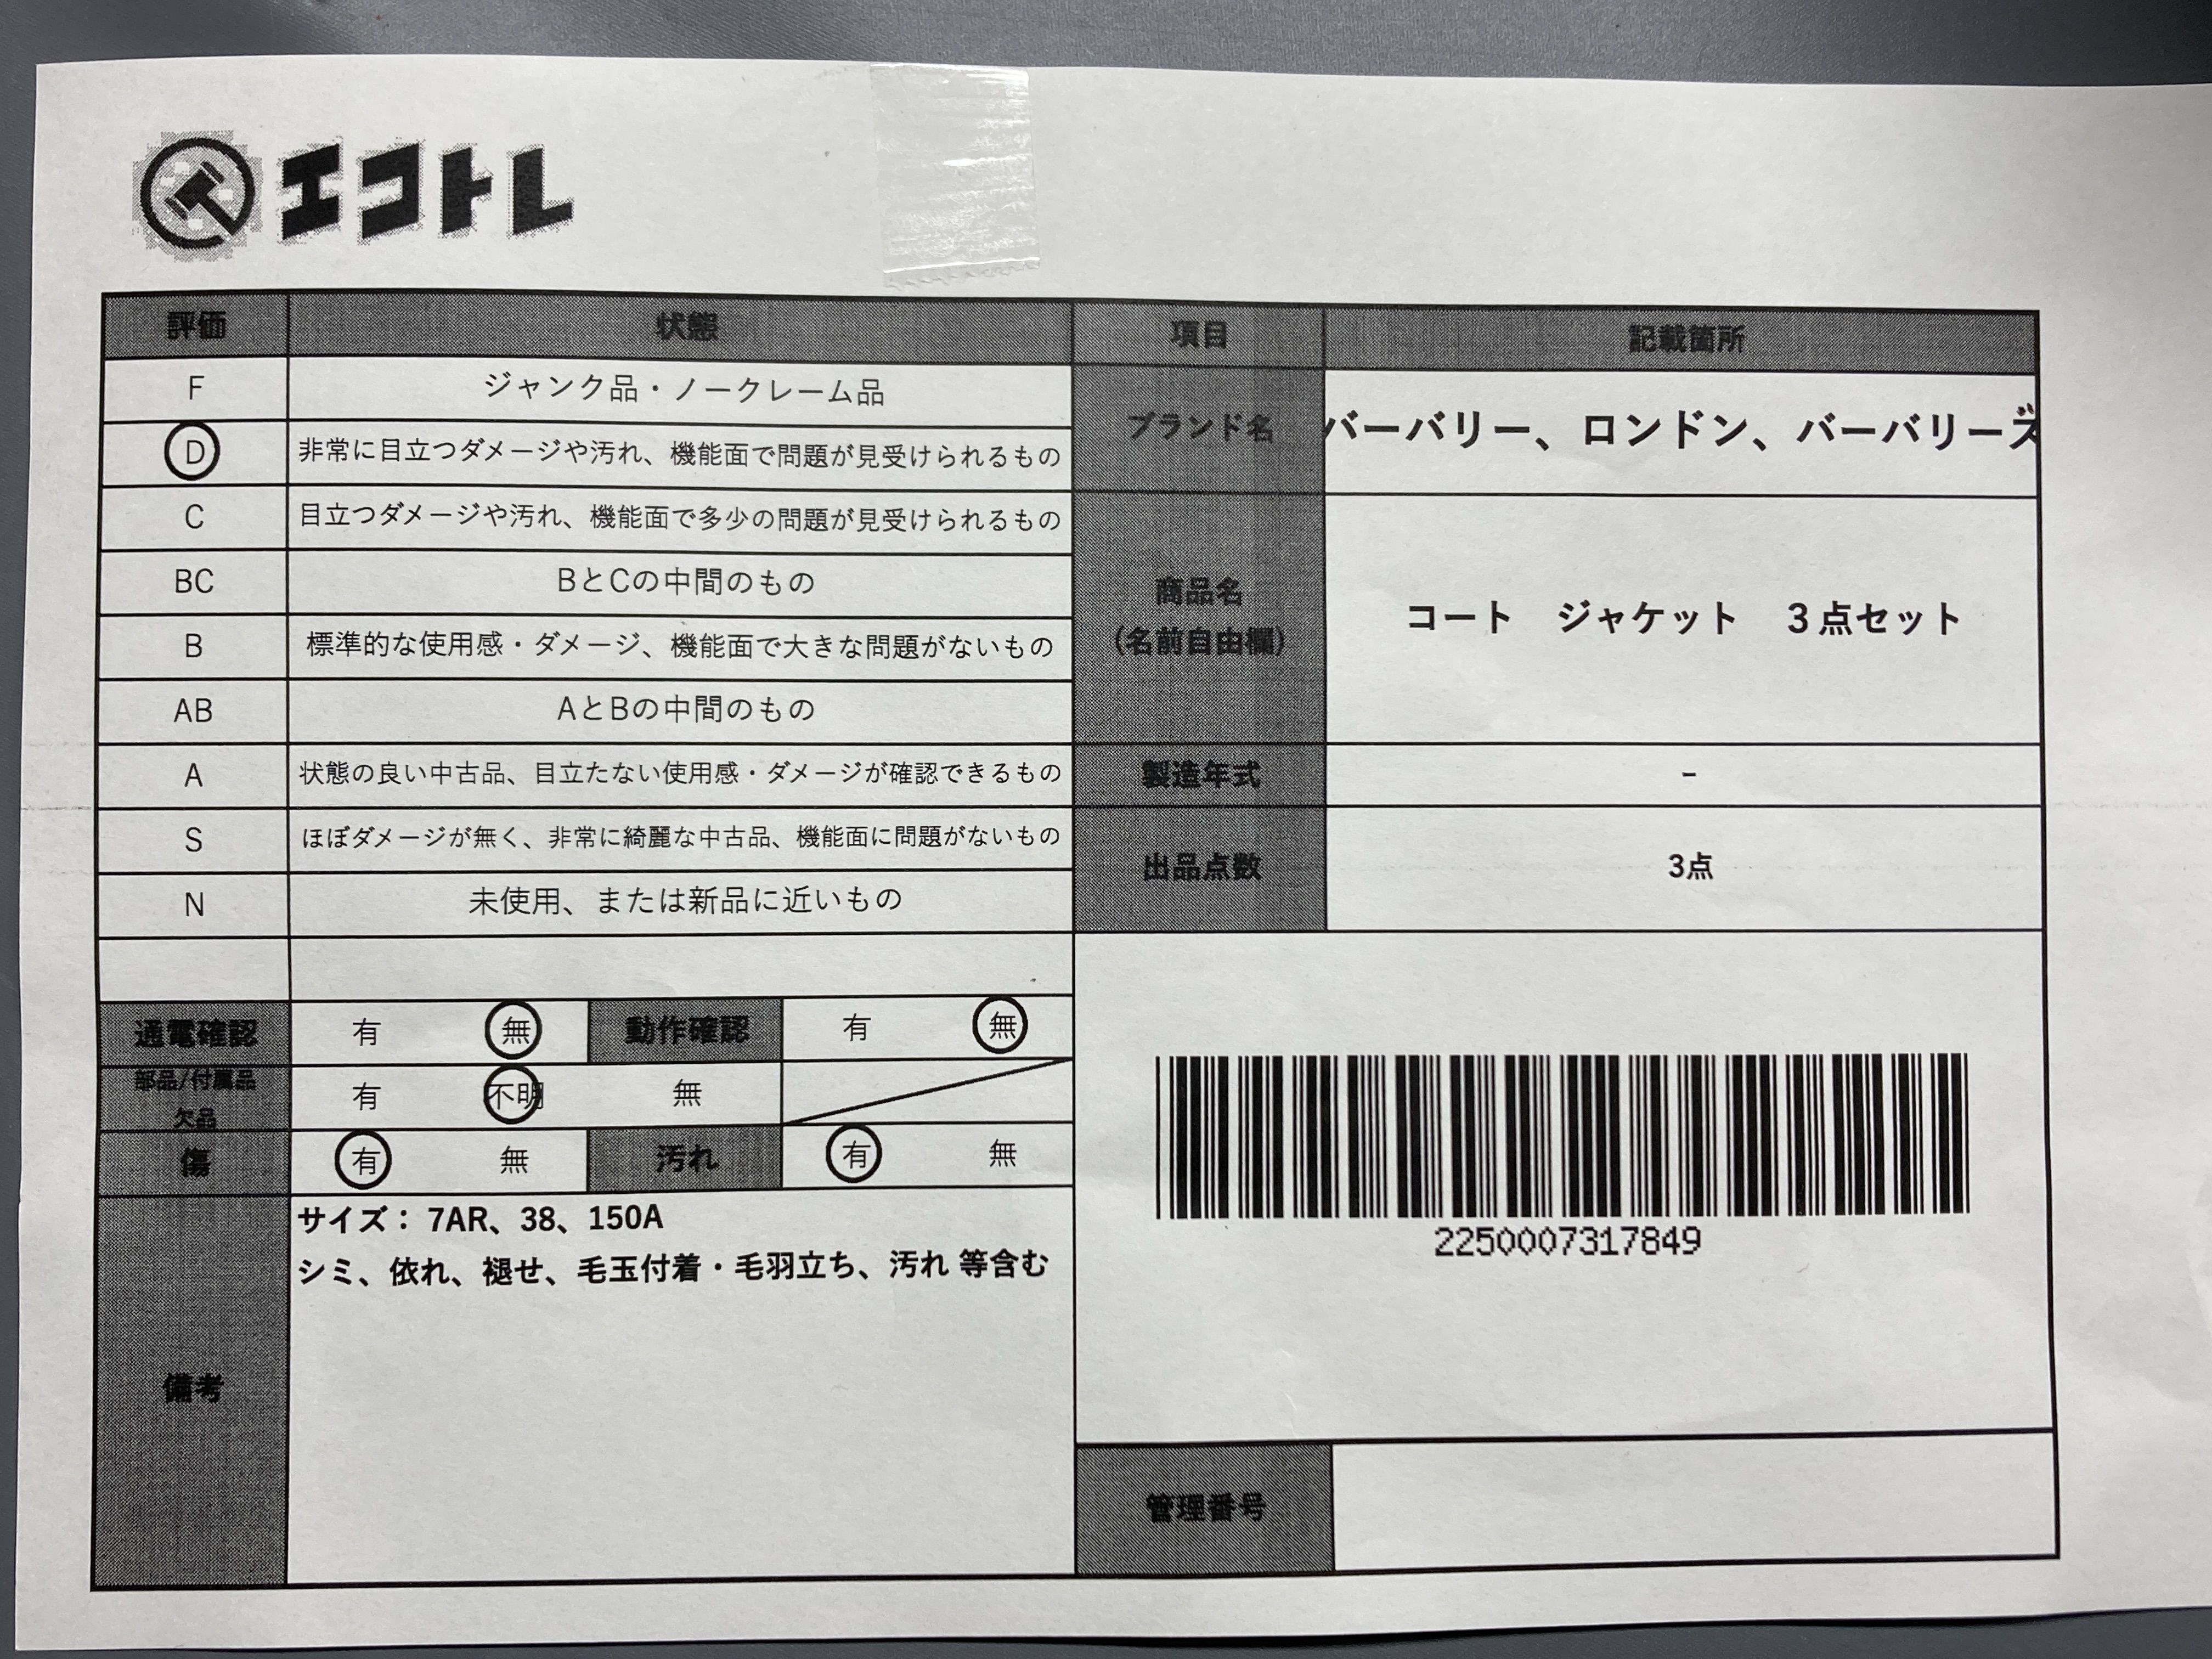 エコトレ
評価 状態
F ジャンク品・ノークレーム品
D 非常に目立つダメージや汚れ、機能面で問題が見受けられるもの
C 目立つダメージや汚れ、機能面で多少の問題が見受けられるもの
BC BとCの中間のもの
B 標準的な使用感・ダメージ、機能面で大きな問題がないもの
AB AとBの中間のもの
A 状態の良い中古品、目立たない使用感・ダメージが確認できるもの
S ほぼダメージが無く、非常に綺麗な中古品、機能面に問題がないもの
N 未使用、または新品に近いもの
通電確認 有 無 動作確認 有 無
部品/付属品
欠品 有 不明 無
傷 有 無 汚れ 有 無
備考
サイズ: 7AR、38、150A
シミ、依れ、褪せ、毛玉付着・毛羽立ち、汚れ 等含む
項目 記載箇所
ブランド名 バーバリー、ロンドン、バーバリーズ
商品名
(名前自由欄)
コート ジャケット 3点セット
製造年式 -
出品点数 3点
2250007317849
管理番号